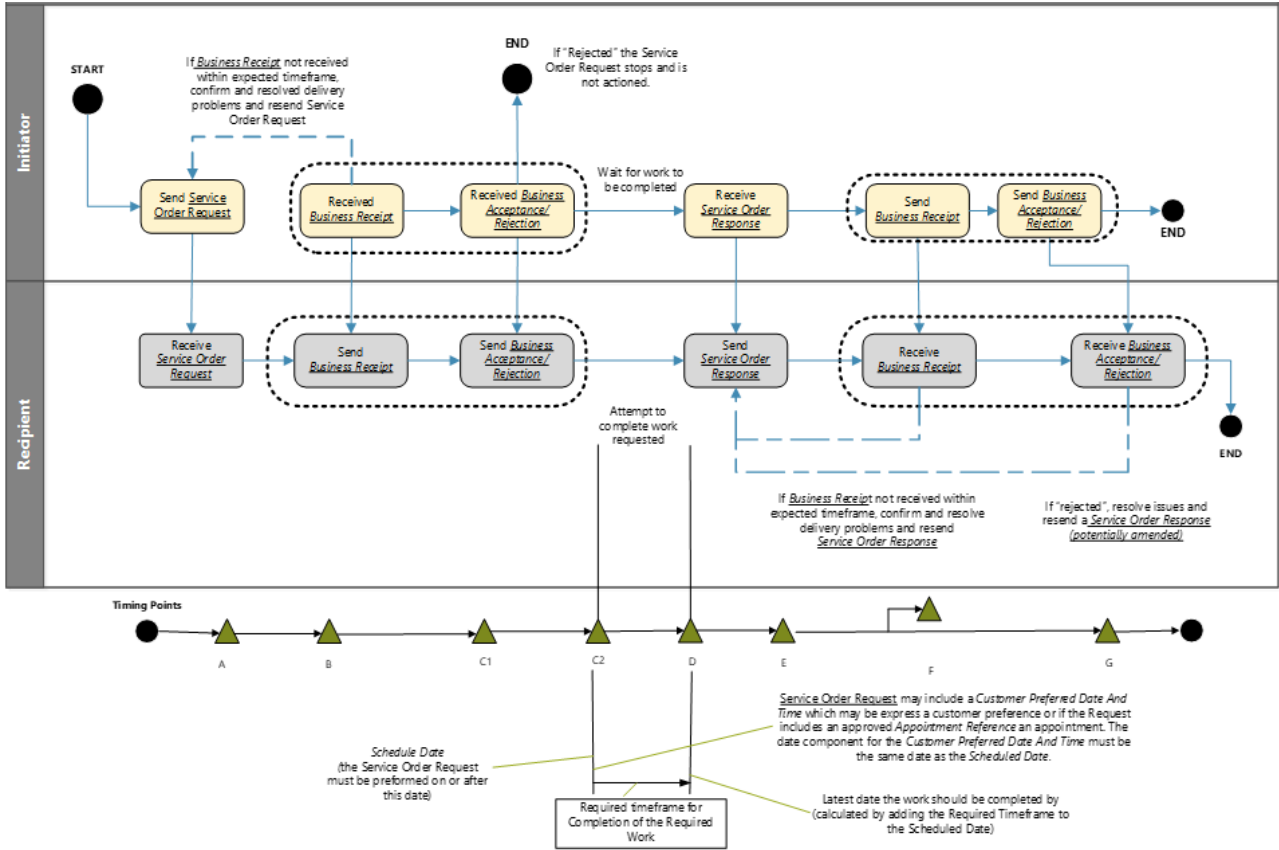 Initiator
START
If Business Receipt not received
within expected timeframe,
confirm and resolved delivery
problems and resend Service
Order Request
END
If "Rejected" the Service
Order Request stops and is
not actioned.
Send Service
Order Request
Received
Business Receipt
Received Business
Acceptance/
Rejection
Wait for work to
be completed
Receive
Service Order
Response
Send
Business Receipt
Send Business
Acceptance/
Rejection
END
Recipient
Receive
Service Order
Request
Send
Business Receipt
Send Business
Acceptance/
Rejection
Send
Service Order
Response
Receive
Business Receipt
Receive Business
Acceptance/
Rejection
END
Attempt to
complete work
requested
If Business Receipt not received within
expected timeframe, confirm and resolve
delivery problems and resend
Service Order Response
If "rejected", resolve issues and
resend a Service Order Response
(potentially amended)
Timing Points
A
B
C1
C2
D
E
F
G
Service Order Request may include a Customer Preferred Date And
Time which may be express a customer preference or if the Request
includes an approved Appointment Reference an appointment. The
date component for the Customer Preferred Date And Time must be
the same date as the Scheduled Date.
Schedule Date
(the Service Order Request
must be preformed on or after
this date)
Required timeframe for
Completion of the Required
Work
Latest date the work should be completed by
(calculated by adding the Required Timeframe to
the Scheduled Date)